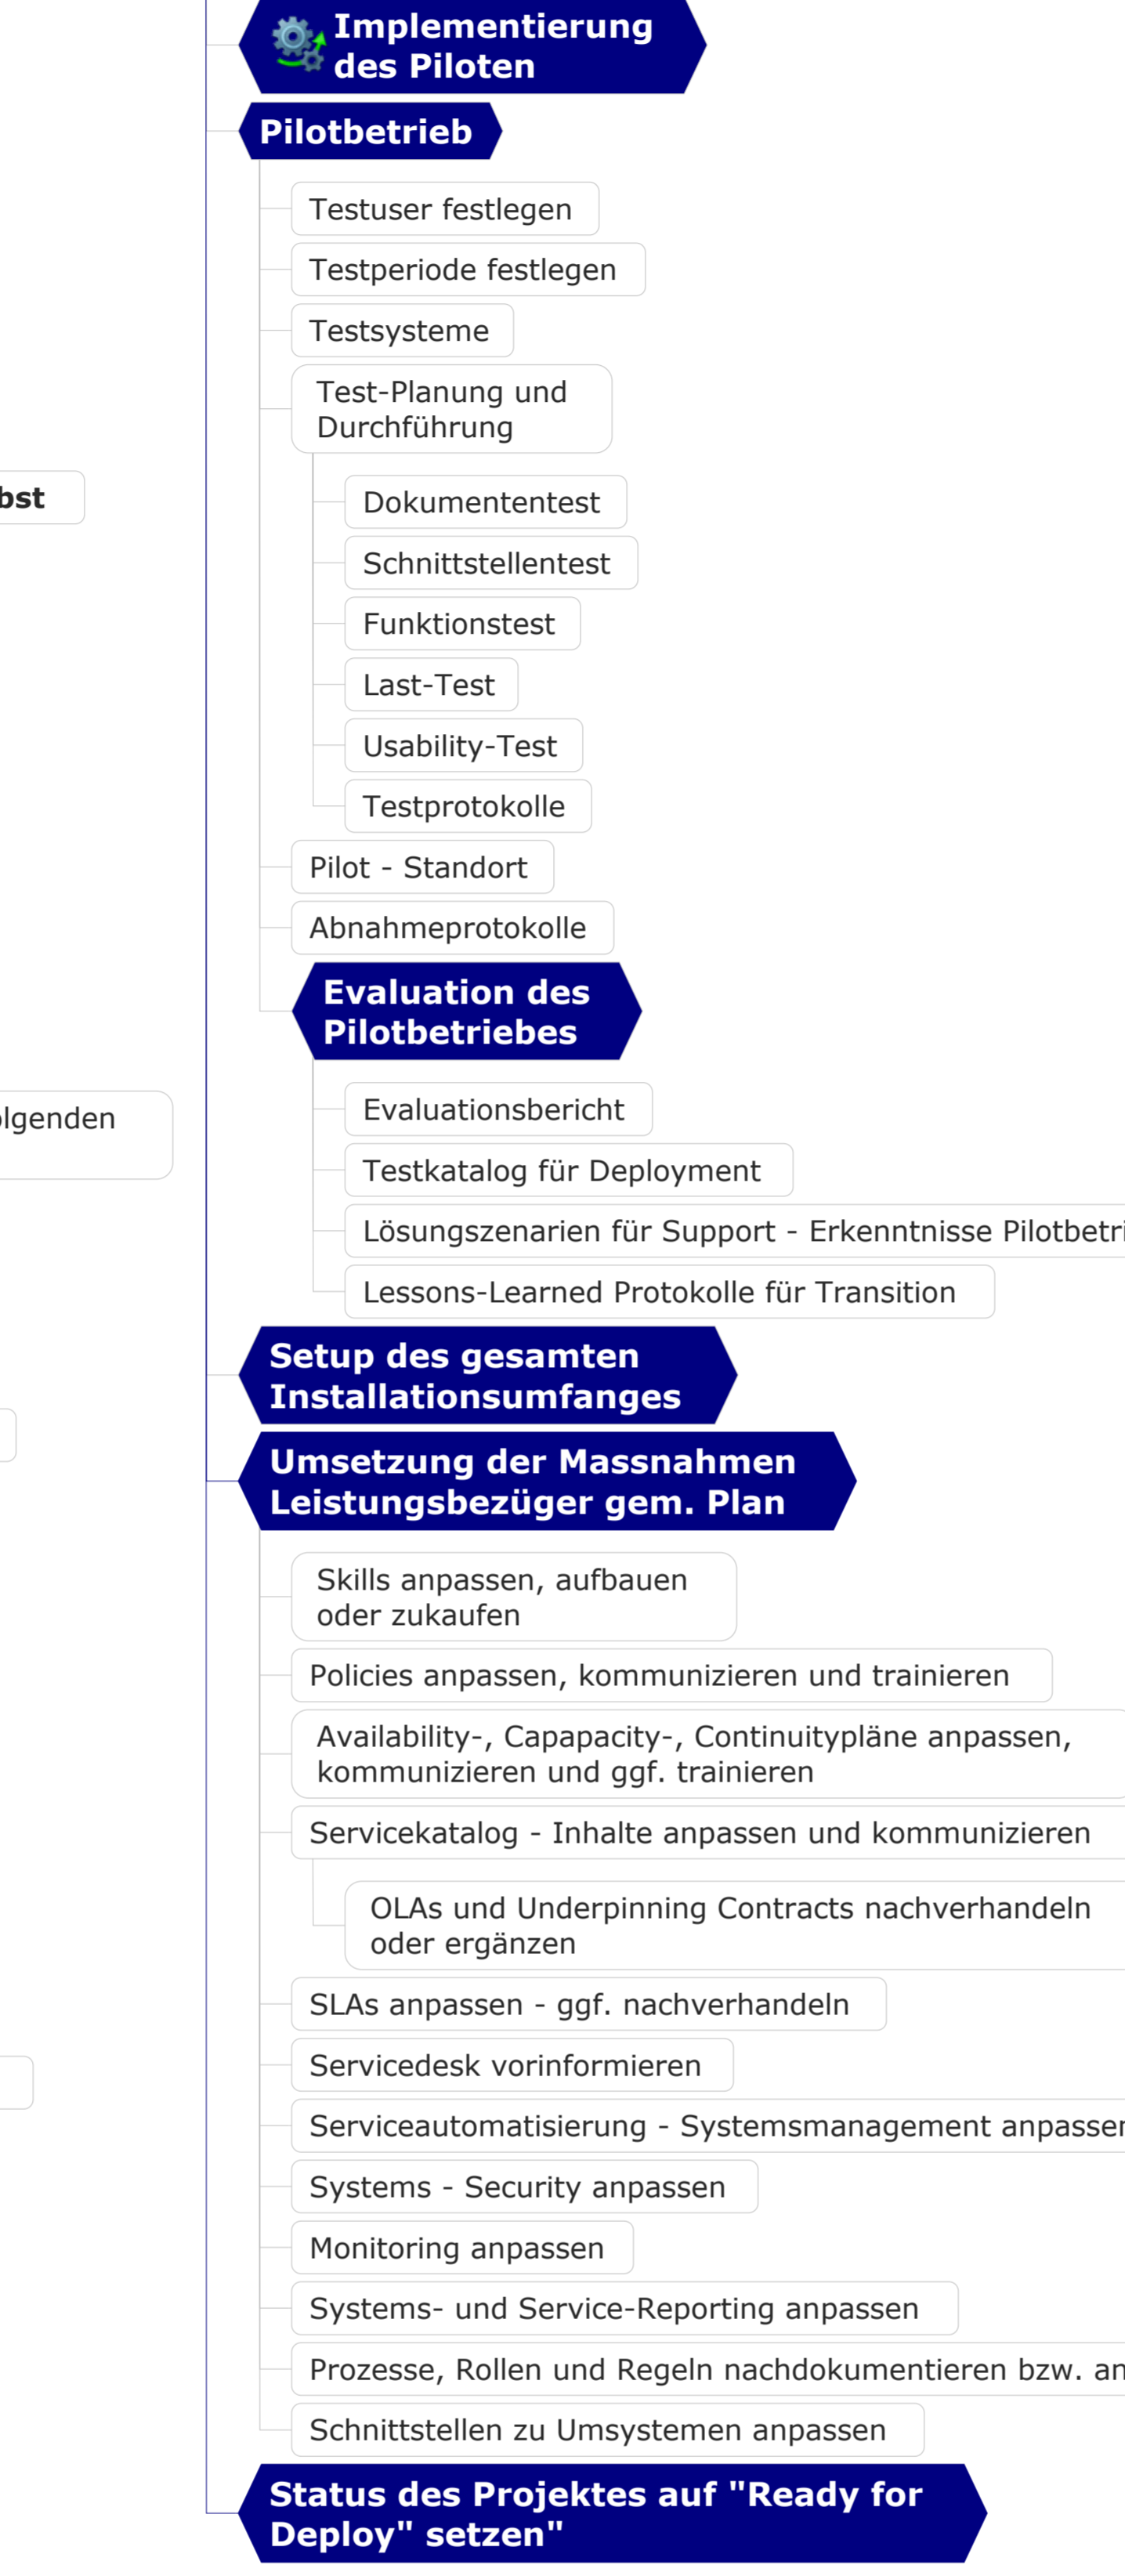 Implementierung
des Piloten
Pilotbetrieb
Testuser festlegen
Testperiode festlegen
Testsysteme
Test-Planung und
Durchführung
Dokumententest
Schnittstellentest
Funktionstest
Last-Test
Usability-Test
Testprotokolle
Pilot - Standort
Abnahmeprotokolle
Evaluation des
Pilotbetriebes
Evaluationsbericht
Testkatalog für Deployment
Lösungszenarien für Support - Erkenntnisse
Lessons-Learned Protokolle für Transition
Setup des gesamten
Installationsumfanges
Umsetzung der Massnahmen
Leistungsbezüger gem. Plan
Skills anpassen, aufbauen
oder zukaufen
Policies anpassen, kommunizieren und trainieren
Availability-, Capapacity-, Continuitypläne anpassen,
kommunizieren und ggf. trainieren
Servicekatalog - Inhalte anpassen und kommunizieren
OLAs und Underpinning Contracts nachverhandeln
oder ergänzen
SLAs anpassen - ggf. nachverhandeln
Servicedesk vorinformieren
Serviceautomatisierung - Systemsmanagement anpassen
Systems - Security anpassen
Monitoring anpassen
Systems- und Service-Reporting anpassen
Prozesse, Rollen und Regeln nachdokumentieren bzw.
Schnittstellen zu Umsystemen anpassen
Status des Projektes auf "Ready for
Deploy" setzen"